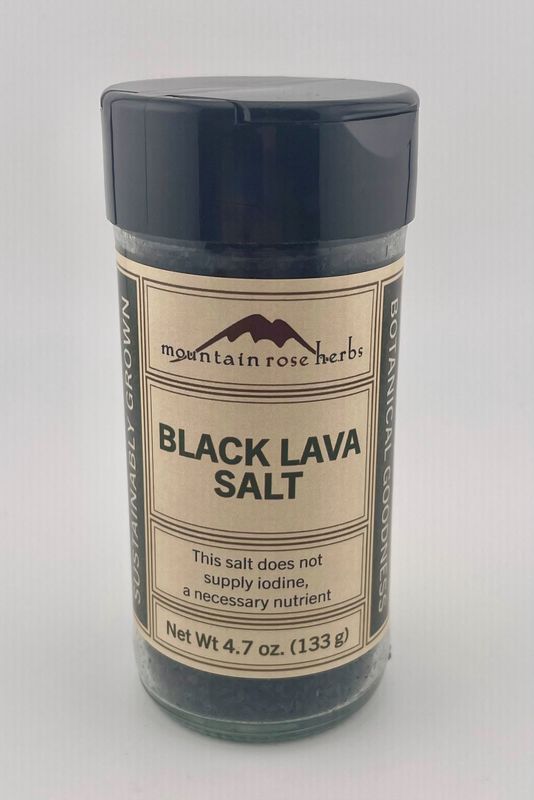 mountain rose herbs
BLACK LAVA
SALT
This salt does not
supply iodine,
a necessary nutrient
Net Wt 4.7 oz. (133 g)
SUSTAINABLY GROWN
BOTANICAL GOODNESS